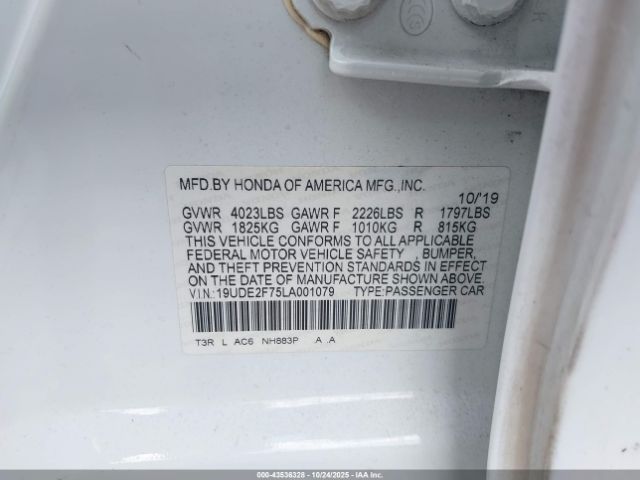 MFD.BY HONDA OF AMERICA MFG.,INC.
10/'19
GVWR 4023LBS GAWR F 2226LBS R 1797LBS
GVWR 1825KG GAWR F 1010KG R 815KG
THIS VEHICLE CONFORMS TO ALL APPLICABLE
FEDERAL MOTOR VEHICLE SAFETY , BUMPER,
AND THEFT PREVENTION STANDARDS IN EFFECT
ON THE DATE OF MANUFACTURE SHOWN ABOVE.
V.I.N.: 19UDE2F75LA001079 TYPE:PASSENGER CAR
T3R L AC6 NH883P A .A
000-43536328 | 10/24/2025 | IAA, Inc.